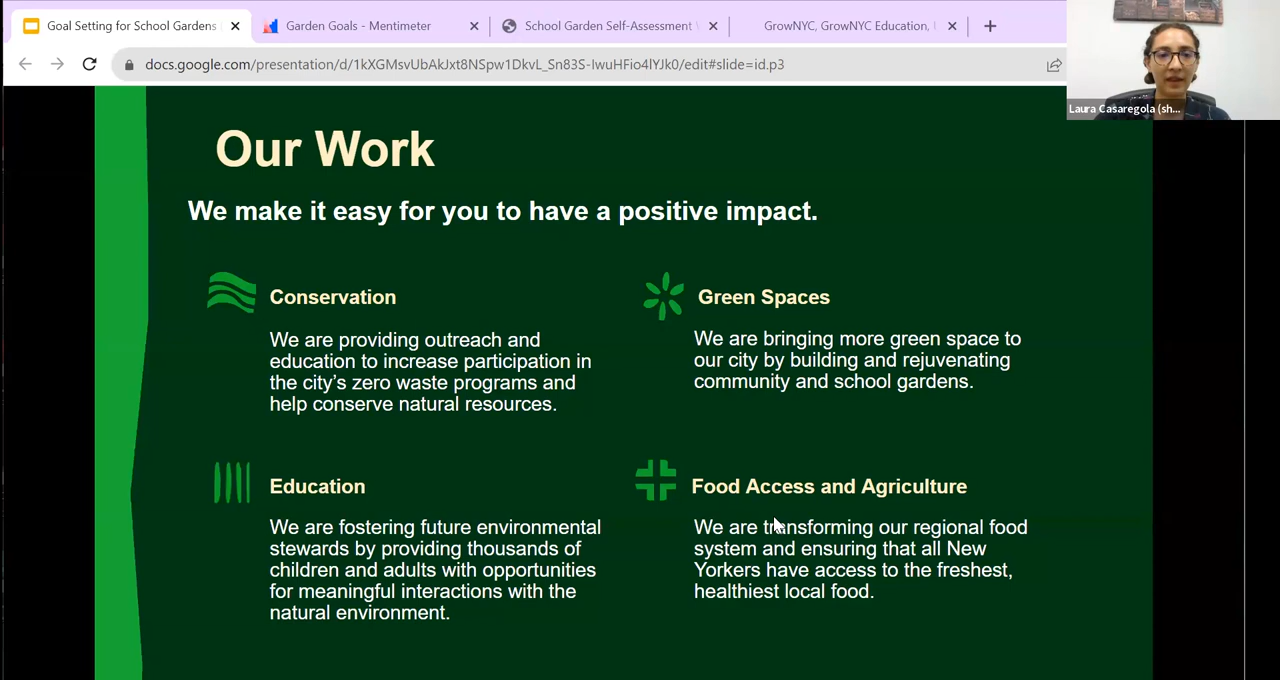 Goal Setting for School Gardens
Garden Goals - Mentimeter
School Garden Self-Assessment
GrowNYC, GrowNYC Education,
docs.google.com/presentation/d/1kXGMsvUbAkJxt8NSpw1DkvL_Sn83S-IwuHFio4lYJk0/edit#slide=id.p3
Laura Casaregola (sh...
Our Work
We make it easy for you to have a positive impact.
Conservation
We are providing outreach and
education to increase participation in
the city's zero waste programs and
help conserve natural resources.
Green Spaces
We are bringing more green space to
our city by building and rejuvenating
community and school gardens.
Education
We are fostering future environmental
stewards by providing thousands of
children and adults with opportunities
for meaningful interactions with the
natural environment.
Food Access and Agriculture
We are transforming our regional food
system and ensuring that all New
Yorkers have access to the freshest,
healthiest local food.